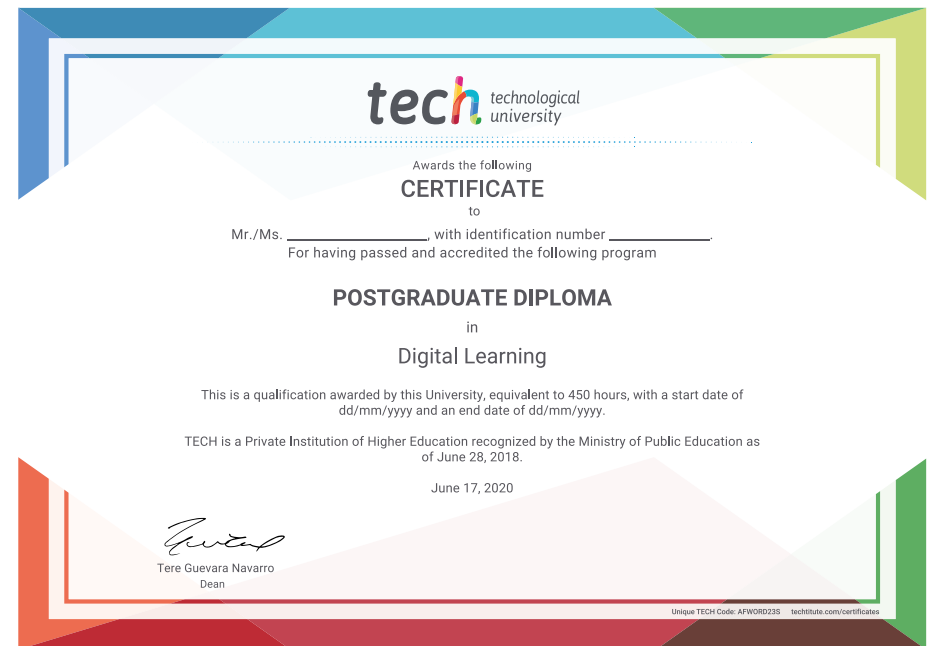 tech technological
university
Awards the following
CERTIFICATE
to
Mr./Ms. ____________________, with identification number ______________.
For having passed and accredited the following program
POSTGRADUATE DIPLOMA
in
Digital Learning
This is a qualification awarded by this University, equivalent to 450 hours, with a start date of
dd/mm/yyyy and an end date of dd/mm/yyyy.
TECH is a Private Institution of Higher Education recognized by the Ministry of Public Education as
of June 28, 2018.
June 17, 2020
Tere Guevara Navarro
Dean
Unique TECH Code: AFWORD23S techtitute.com/certificates